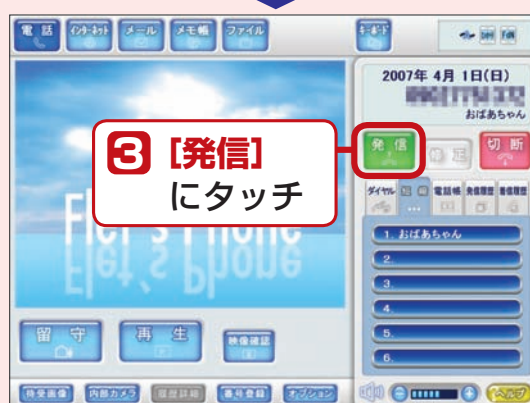 電 話
インターネット
メール
メモ帳
ファイル
キーボード
2007年 4月 1日(日)
おばあちゃん
発 信
切 断
3 [発信]
にタッチ
ダイヤル
電話帳
発信履歴
着信履歴
1. おばあちゃん
2.
3.
4.
5.
6.
Flet's Phone
留 守
再 生
映像確認
待受画像
内部カメラ
履歴詳細
番号登録
オプション
ヘルプ